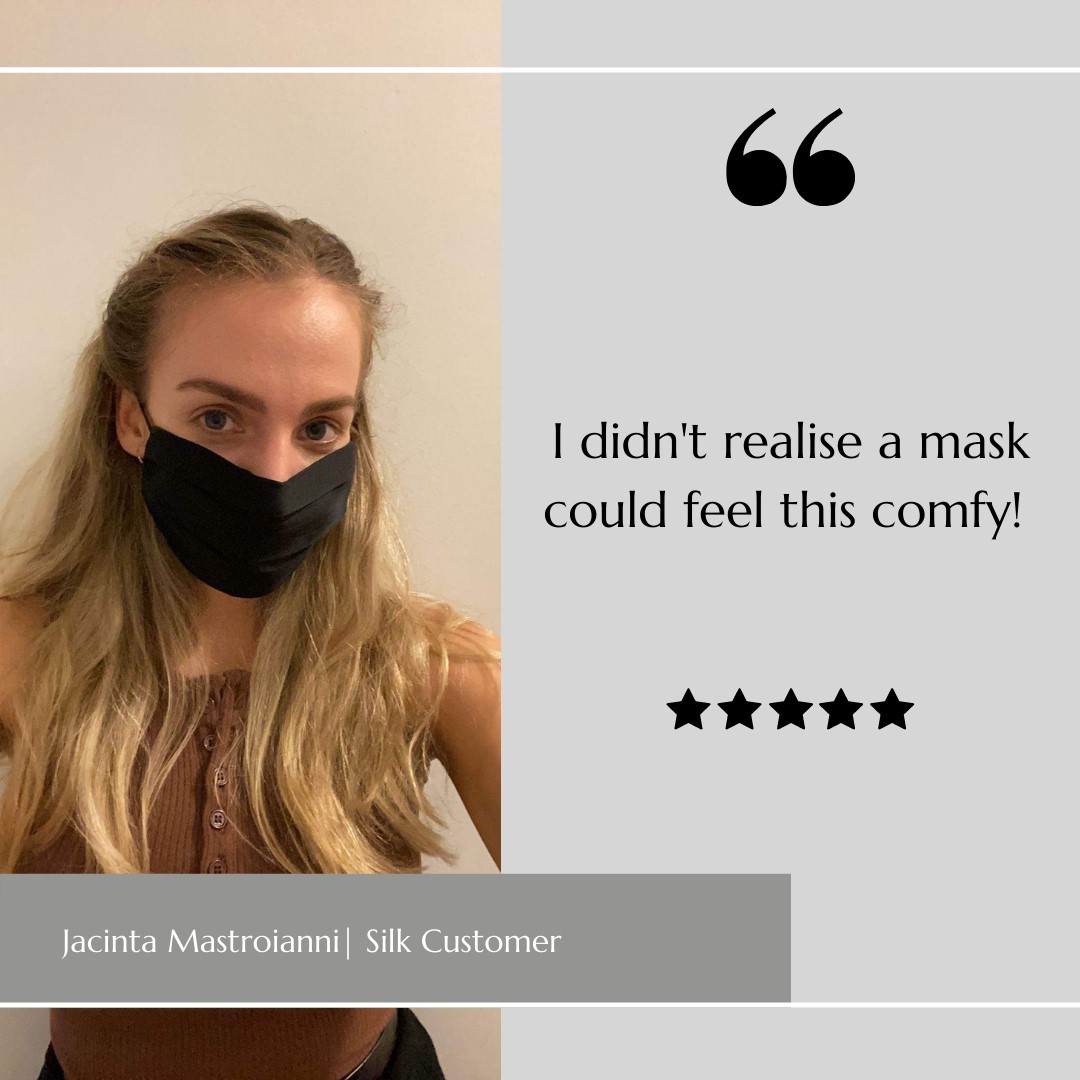 “
I didn't realise a mask
could feel this comfy!
★★★★★
Jacinta Mastroianni| Silk Customer